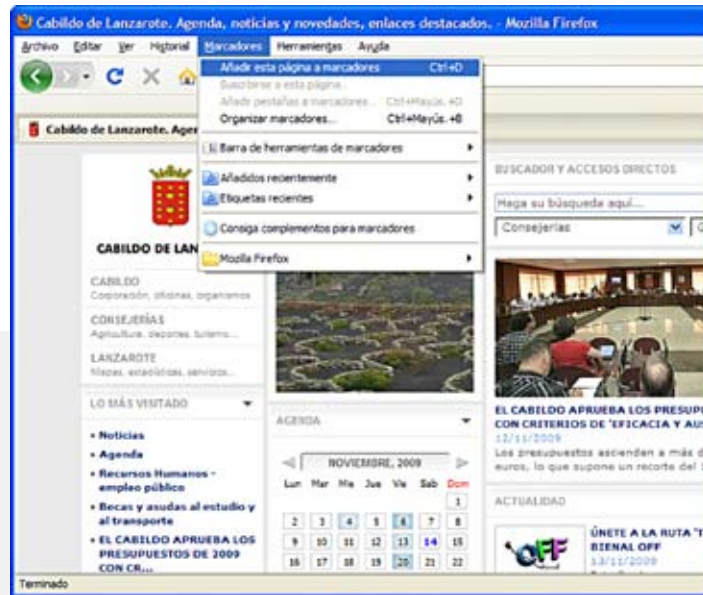 Cabildo de Lanzarote. Agenda, noticias y novedades, enlaces destacados. - Mozilla Firefox
Archivo Editar Ver Historial Marcadores Herramientas Ayuda
Añadir esta página a marcadores Ctrl+D
Suscribirse a esta página...
Añadir pestañas a marcadores... Ctrl+Mayús.+D
Organizar marcadores... Ctrl+Mayús.+B
Barra de herramientas de marcadores
Añadidos recientemente
Etiquetas recientes
Consiga complementos para marcadores
Mozilla Firefox
Cabildo de Lanzarote. Agen
CABILDO DE LAN
CABILDO
Corporación, oficinas, organismos
CONSEJERÍAS
Agricultura, deportes, turismo...
LANZAROTE
Mapas, estadísticas, servicios...
LO MÁS VISITADO
• Noticias
• Agenda
• Recursos Humanos -
empleo público
• Becas y ayudas al estudio y
al transporte
• EL CABILDO APRUEBA LOS
PRESUPUESTOS DE 2009
CON CR...
AGENDA
NOVIEMBRE, 2009
Lun Mar Mie Jue Vie Sab Dom
1
2 3 4 5 6 7 8
9 10 11 12 13 14 15
16 17 18 19 20 21 22
BUSCADOR Y ACCESOS DIRECTOS
Haga su búsqueda aquí...
Consejerías
EL CABILDO APRUEBA LOS PRESUP
CON CRITERIOS DE 'EFICACIA Y AUS
12/11/2009
Los presupuestos ascienden a más d
euros, lo que supone un recorte del
ACTUALIDAD
OFF
ÚNETE A LA RUTA "T
BIENAL OFF
13/11/2009
Terminado